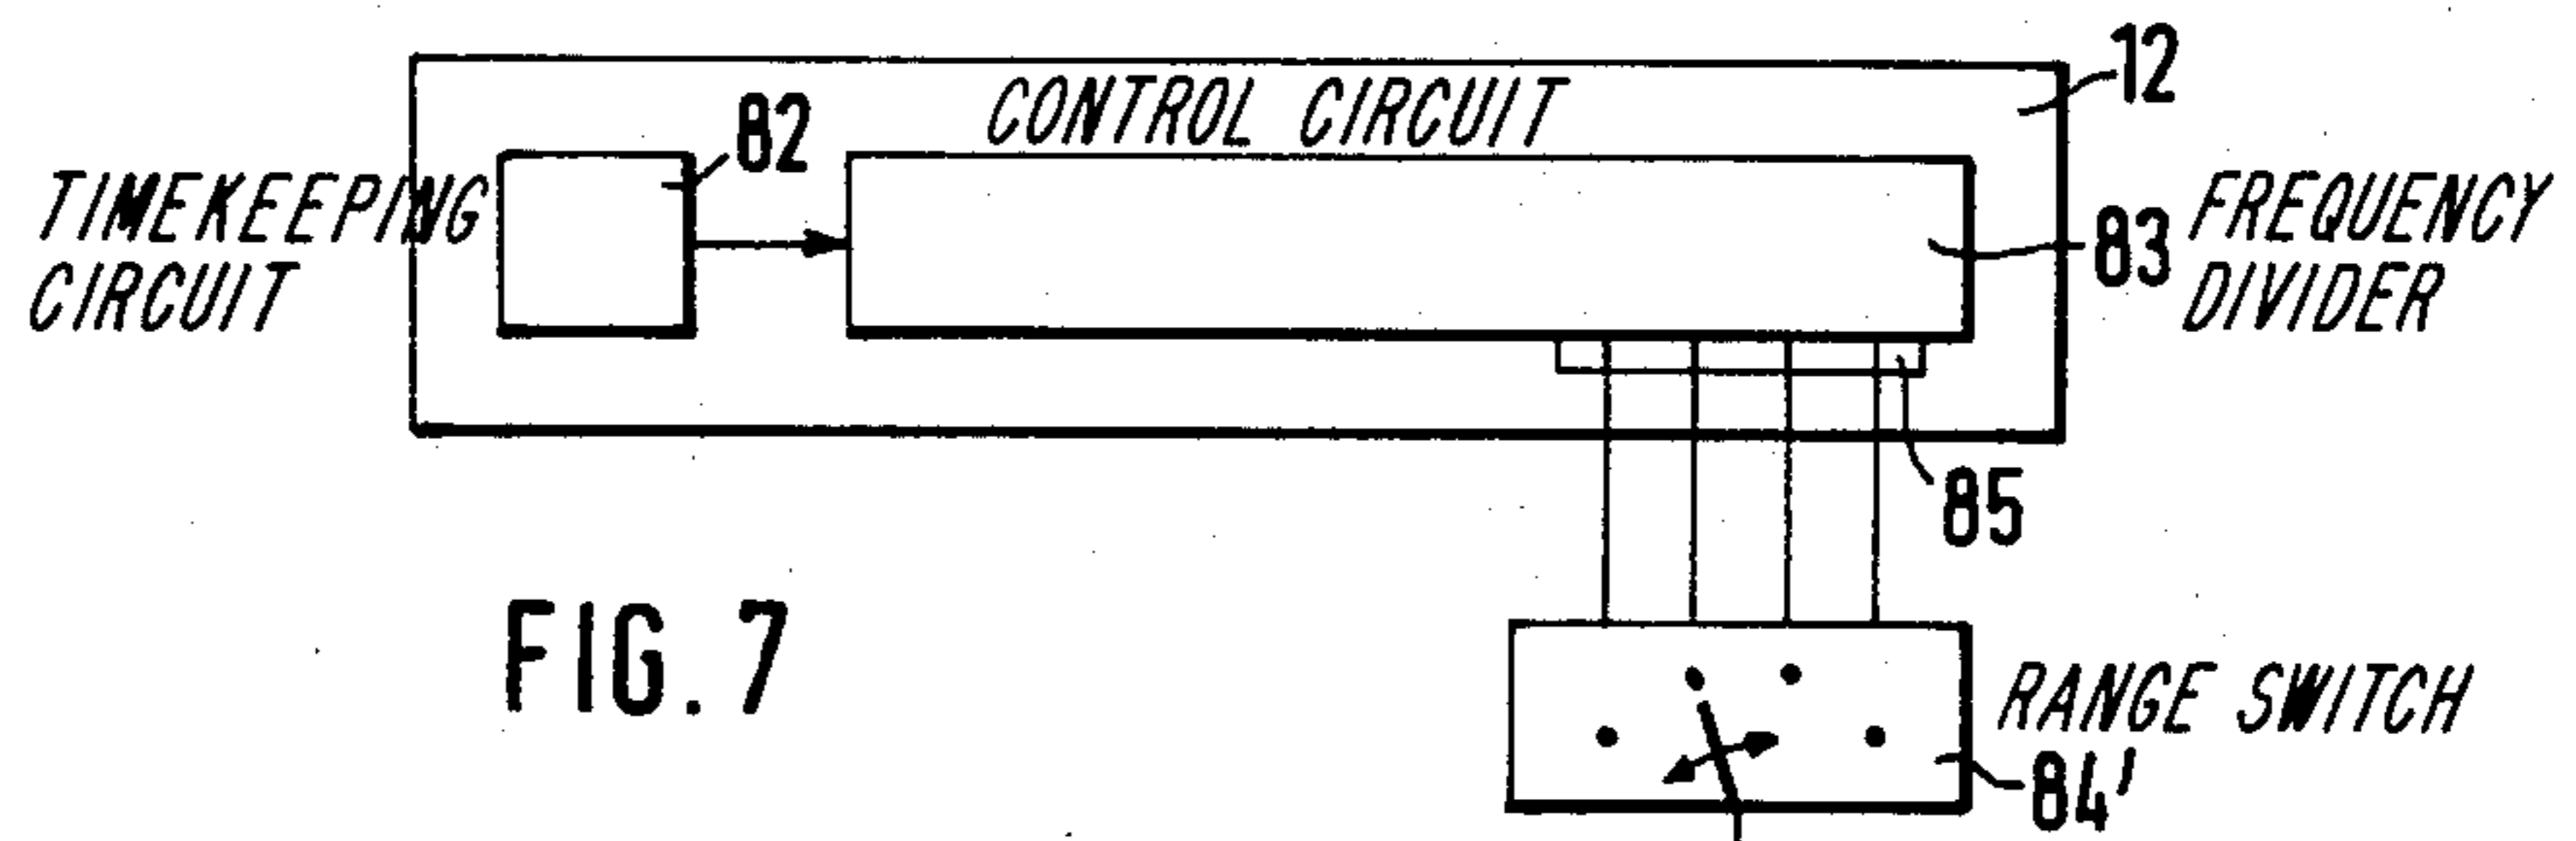 12
CONTROL CIRCUIT
82
TIMEKEEPING
CIRCUIT
83
FREQUENCY
DIVIDER
85
FIG. 7
RANGE SWITCH
84'